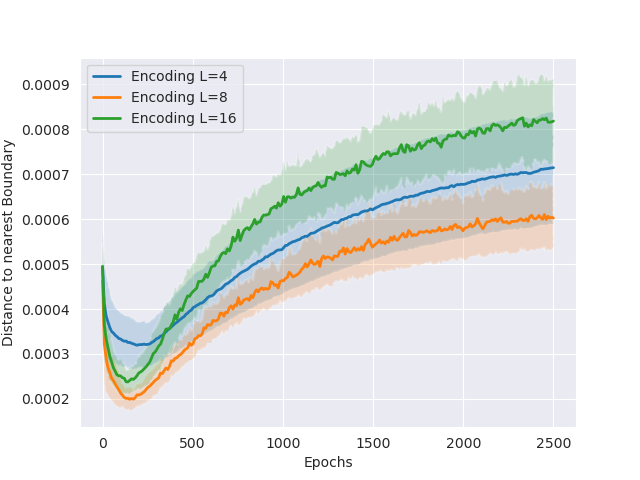 Encoding L=4
Encoding L=8
Encoding L=16
0.0009
0.0008
0.0007
0.0006
0.0005
0.0004
0.0003
0.0002
Distance to nearest Boundary
0 500 1000 1500 2000 2500
Epochs